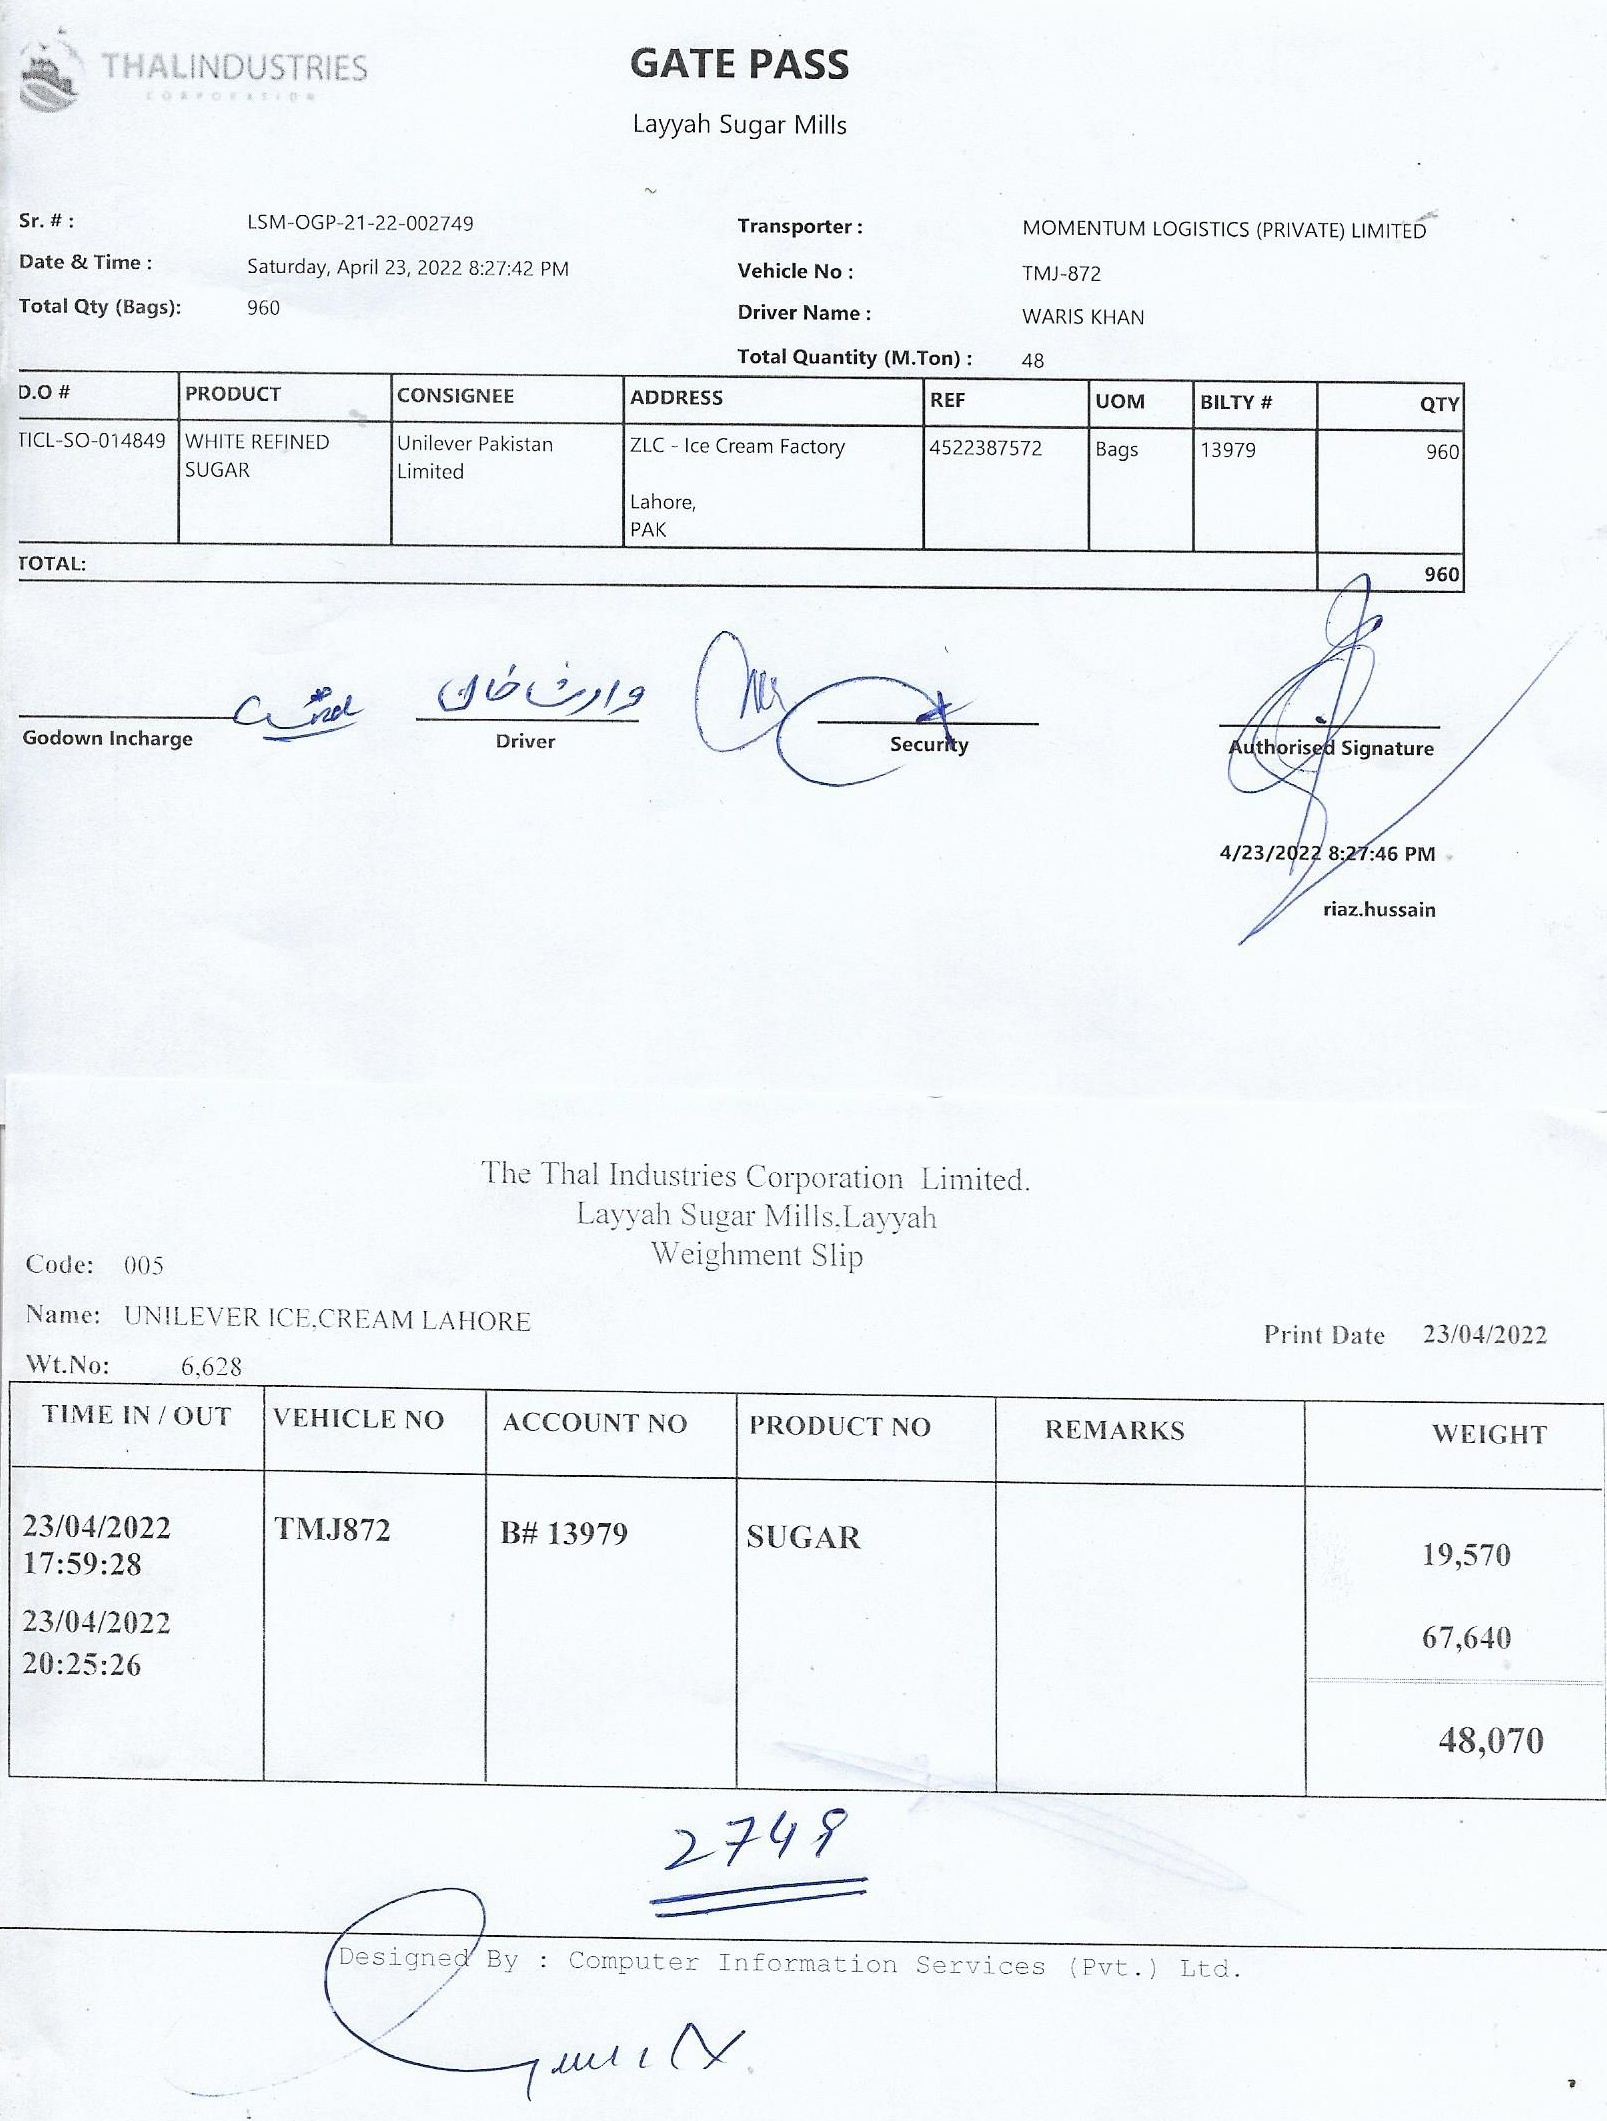 THALINDUSTRIES
CORPORATION
GATE PASS
Layyah Sugar Mills
Sr. # : LSM-OGP-21-22-002749
Date & Time : Saturday, April 23, 2022 8:27:42 PM
Total Qty (Bags): 960
Transporter : MOMENTUM LOGISTICS (PRIVATE) LIMITED
Vehicle No : TMJ-872
Driver Name : WARIS KHAN
Total Quantity (M.Ton) : 48
D.O # PRODUCT CONSIGNEE ADDRESS REF UOM BILTY # QTY
TICL-SO-014849 WHITE REFINED Unilever Pakistan ZLC - Ice Cream Factory 4522387572 Bags 13979 960
SUGAR Limited
Lahore,
PAK
TOTAL: 960
وارث خان
Godown Incharge Driver Security Authorised Signature
4/23/2022 8:27:46 PM
riaz.hussain
The Thal Industries Corporation Limited.
Layyah Sugar Mills.Layyah
Weighment Slip
Code: 005
Name: UNILEVER ICE,CREAM LAHORE
Print Date 23/04/2022
Wt.No: 6,628
TIME IN / OUT VEHICLE NO ACCOUNT NO PRODUCT NO REMARKS WEIGHT
23/04/2022 TMJ872 B# 13979 SUGAR 19,570
17:59:28
23/04/2022 67,640
20:25:26
48,070
2749
Designed By : Computer Information Services (Pvt.) Ltd.